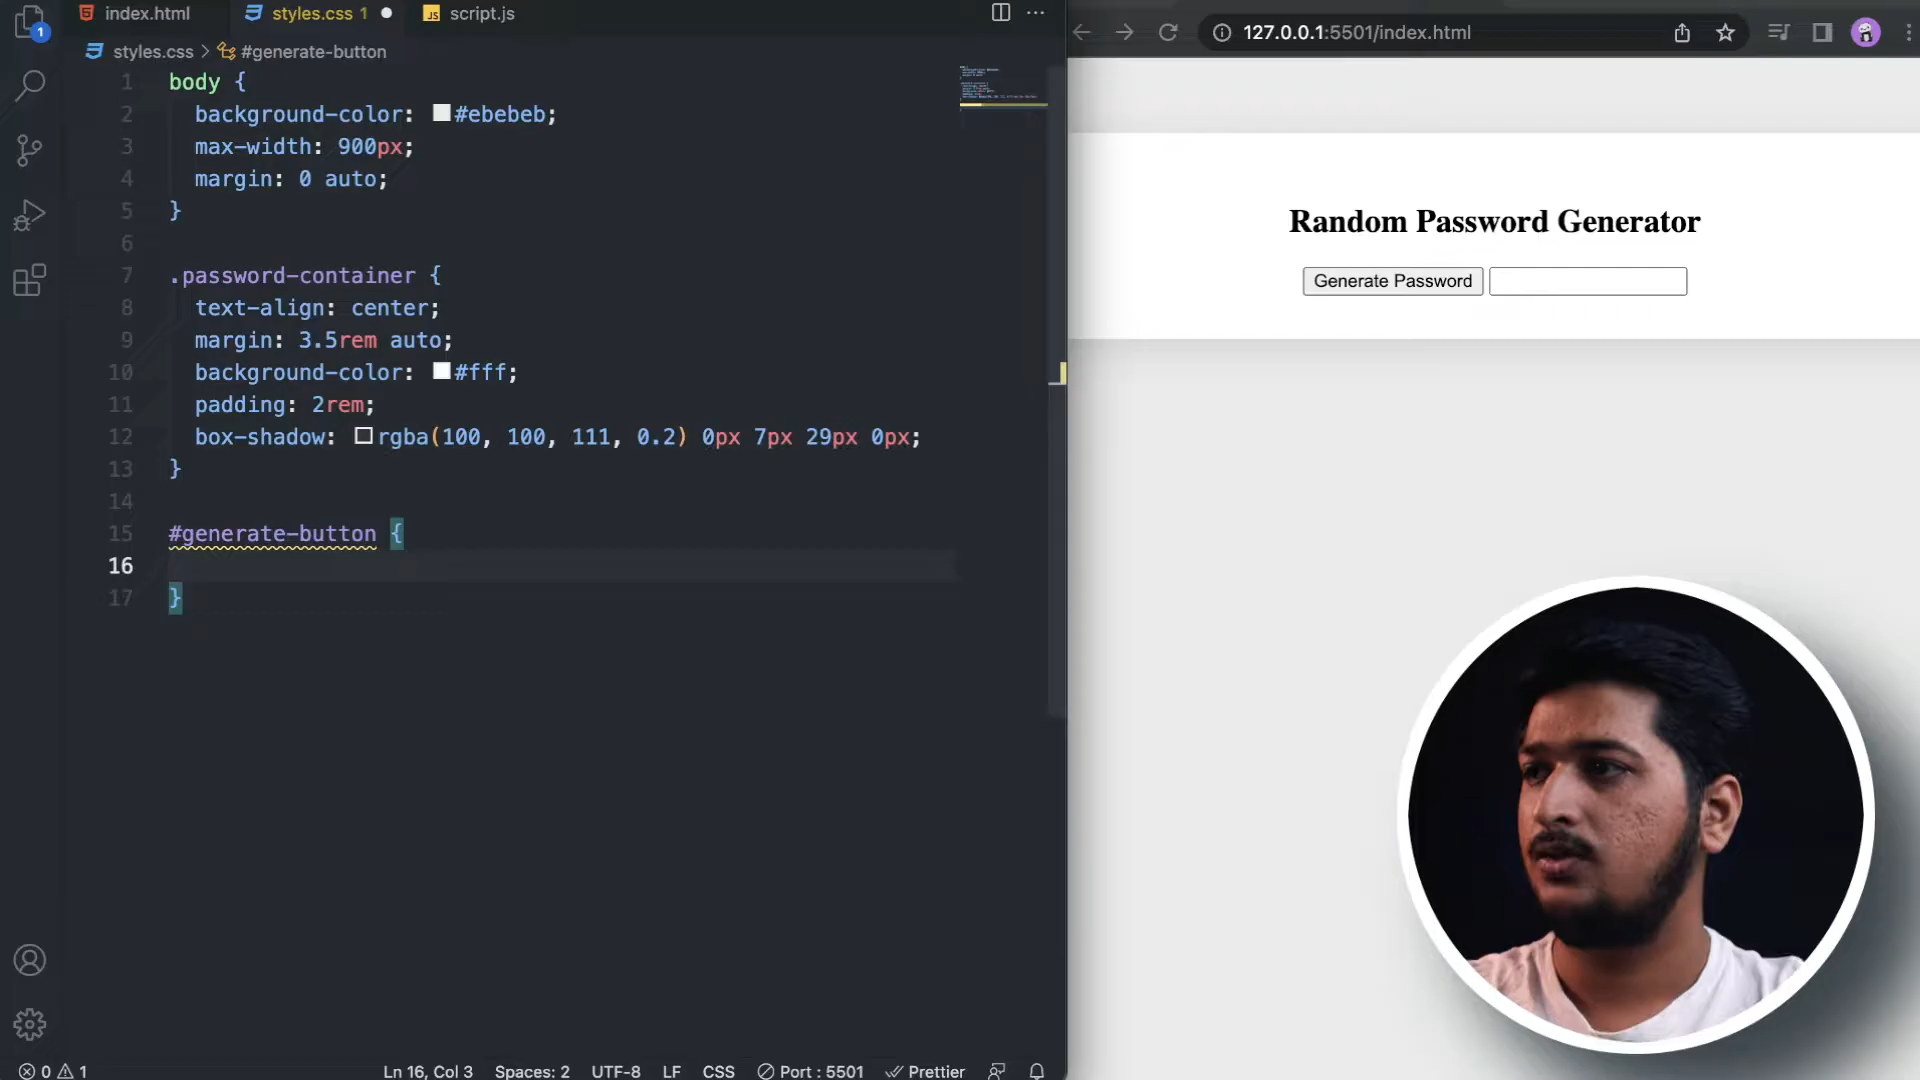 index.html styles.css 1 script.js
styles.css > #generate-button
1 body {
2 background-color: #ebebeb;
3 max-width: 900px;
4 margin: 0 auto;
5 }
6
7 .password-container {
8 text-align: center;
9 margin: 3.5rem auto;
10 background-color: #fff;
11 padding: 2rem;
12 box-shadow: rgba(100, 100, 111, 0.2) 0px 7px 29px 0px;
13 }
14
15 #generate-button {
16
17 }
1
0 1 Ln 16, Col 3 Spaces: 2 UTF-8 LF CSS Port : 5501 Prettier
127.0.0.1:5501/index.html
Random Password Generator
Generate Password